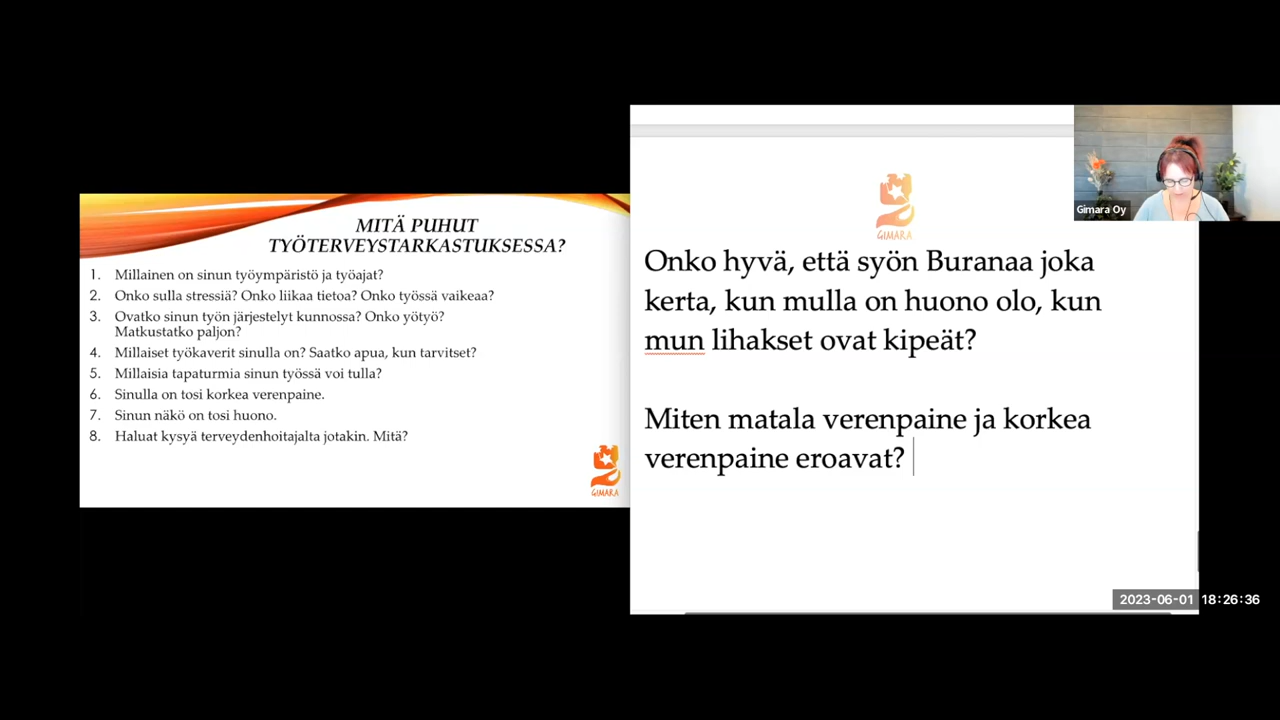 MITÄ PUHUT
TYÖTERVEYSTARKASTUKSESSA?
1. Millainen on sinun työympäristö ja työajat?
2. Onko sulla stressiä? Onko liikaa tietoa? Onko työssä vaikeaa?
3. Ovatko sinun työn järjestelyt kunnossa? Onko yötyö?
Matkustatko paljon?
4. Millaiset työkaverit sinulla on? Saatko apua, kun tarvitset?
5. Millaisia tapaturmia sinun työssä voi tulla?
6. Sinulla on tosi korkea verenpaine.
7. Sinun näkö on tosi huono.
8. Haluat kysyä terveydenhoitajalta jotakin. Mitä?
GIMARA
GIMARA
Onko hyvä, että syön Buranaa joka
kerta, kun mulla on huono olo, kun
mun lihakset ovat kipeät?
Miten matala verenpaine ja korkea
verenpaine eroavat?
Gimara Oy
2023-06-01 18:26:36